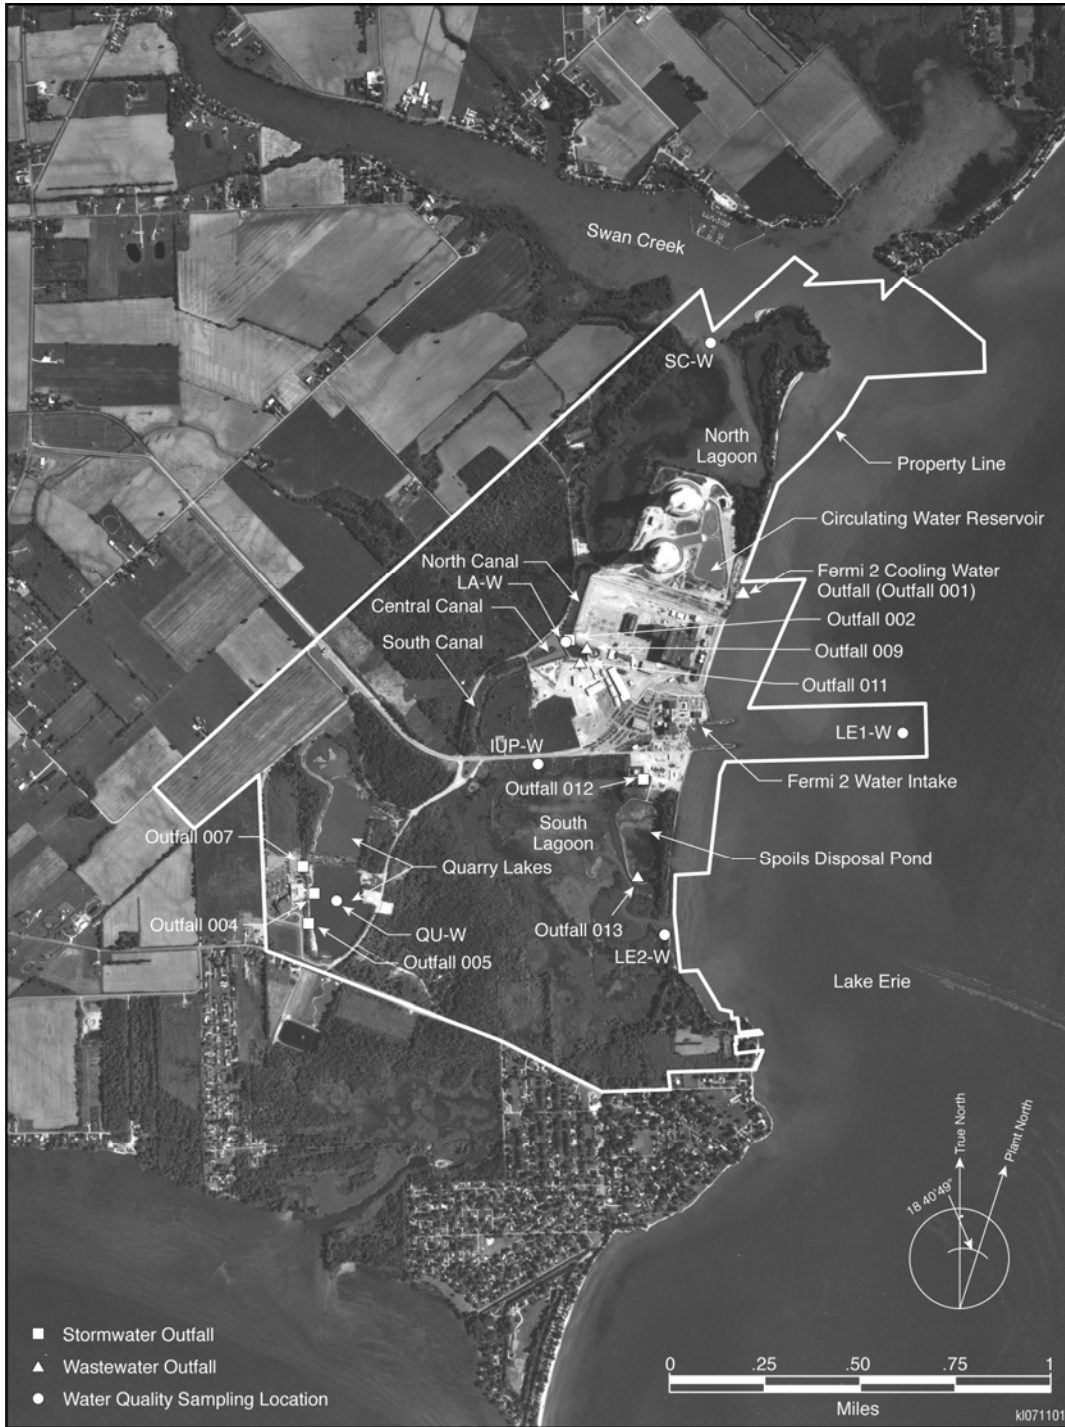 Swan Creek
SC-W
North
Lagoon
Property Line
Circulating Water Reservoir
North Canal
LA-W
Central Canal
South Canal
Fermi 2 Cooling Water
Outfall (Outfall 001)
Outfall 002
Outfall 009
Outfall 011
LE1-W
IUP-W
Fermi 2 Water Intake
Outfall 012
South
Lagoon
Spoils Disposal Pond
Outfall 007
Quarry Lakes
Outfall 004
QU-W
Outfall 005
Outfall 013
LE2-W
Lake Erie
True North
Plant North
18 40'49"
Stormwater Outfall
Wastewater Outfall
Water Quality Sampling Location
0 .25 .50 .75 1
Miles
kl071101